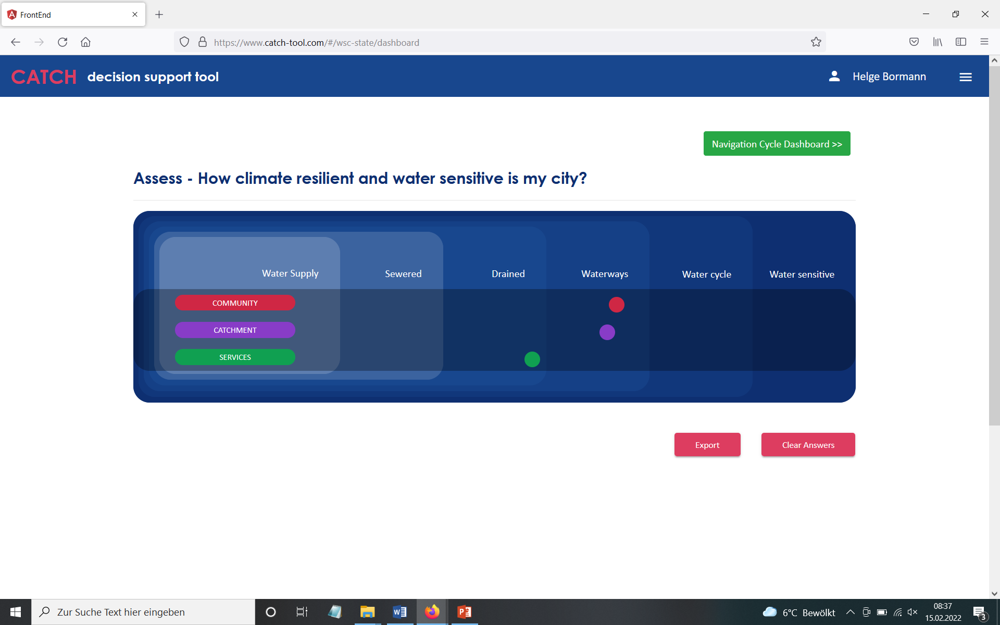 FrontEnd
https://www.catch-tool.com/#/wsc-state/dashboard
CATCH decision support tool
Helge Bormann
Navigation Cycle Dashboard >>
Assess - How climate resilient and water sensitive is my city?
Water Supply Sewered Drained Waterways Water cycle Water sensitive
COMMUNITY
CATCHMENT
SERVICES
Export Clear Answers
Zur Suche Text hier eingeben
6°C Bewölkt
08:37
15.02.2022
3